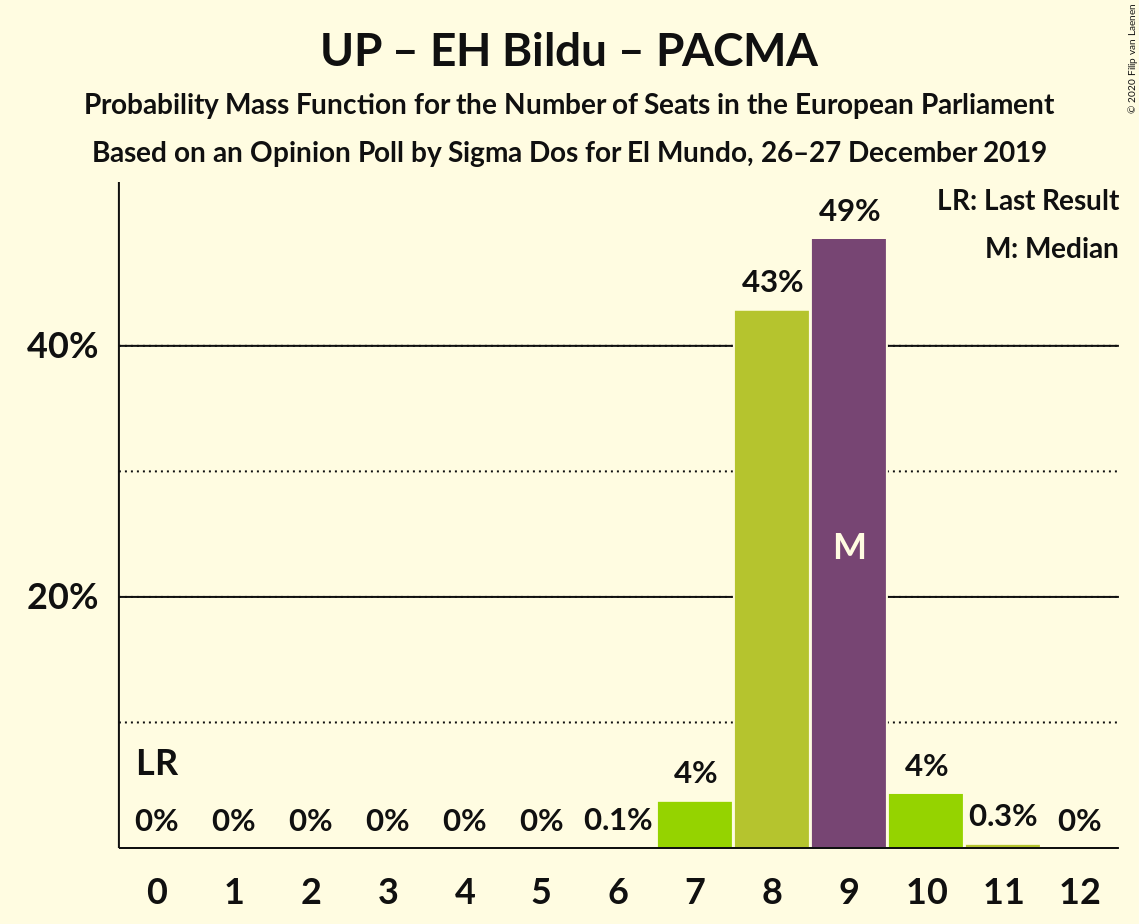 UP – EH Bildu – PACMA
Probability Mass Function for the Number of Seats in the European Parliament
Based on an Opinion Poll by Sigma Dos for El Mundo, 26–27 December 2019
© 2020 Filip van Laenen
LR: Last Result
M: Median
49%
43%
40%
M
20%
LR
4%
4%
0%
0%
0%
0%
0%
0%
0.1%
0.3%
0%
0 1 2 3 4 5 6 7 8 9 10 11 12